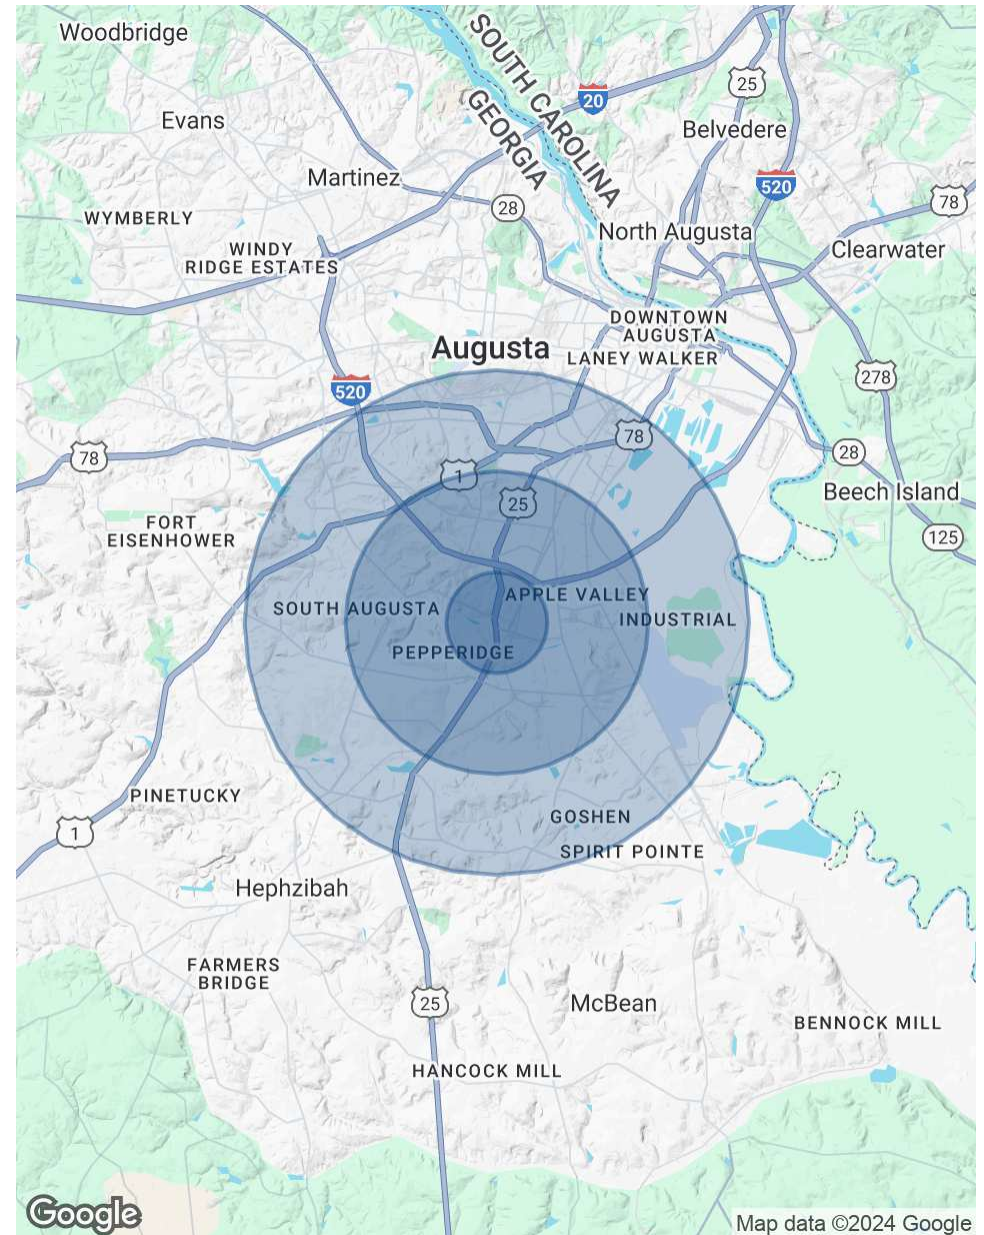 Woodbridge
SOUTH CAROLINA
GEORGIA
20
25
Evans
Belvedere
Martinez
520
78
28
WYMBERLY
North Augusta
WINDY
RIDGE ESTATES
Clearwater
DOWNTOWN
AUGUSTA
Augusta
LANEY WALKER
520
278
78
78
28
1
25
Beech Island
FORT
EISENHOWER
125
APPLE VALLEY
SOUTH AUGUSTA
INDUSTRIAL
PEPPERIDGE
PINETUCKY
GOSHEN
1
SPIRIT POINTE
Hephzibah
FARMERS
BRIDGE
25
McBean
BENNOCK MILL
HANCOCK MILL
Google
Map data ©2024 Google